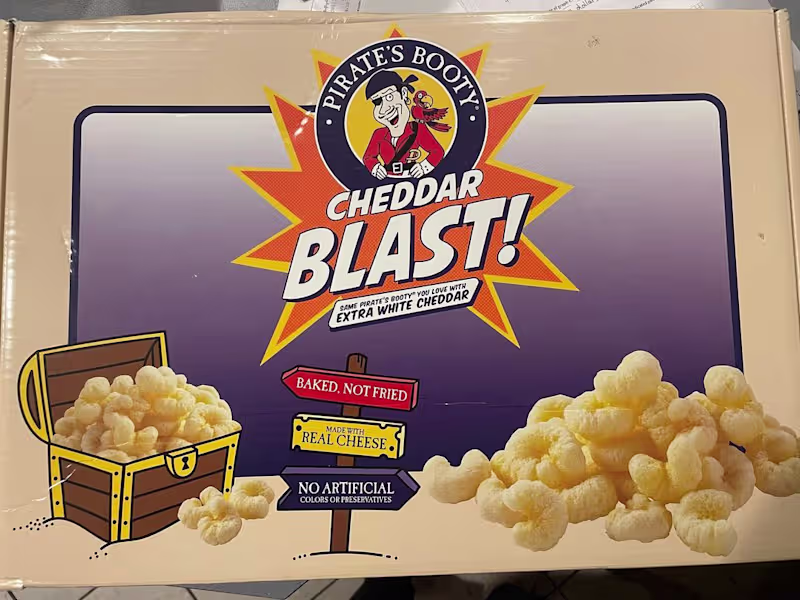 PIRATE'S BOOTY
CHEDDAR
BLAST!
SAME PIRATE'S BOOTY® YOU LOVE WITH
EXTRA WHITE CHEDDAR
BAKED, NOT FRIED
MADE WITH
REAL CHEESE
NO ARTIFICIAL
COLORS OR PRESERVATIVES